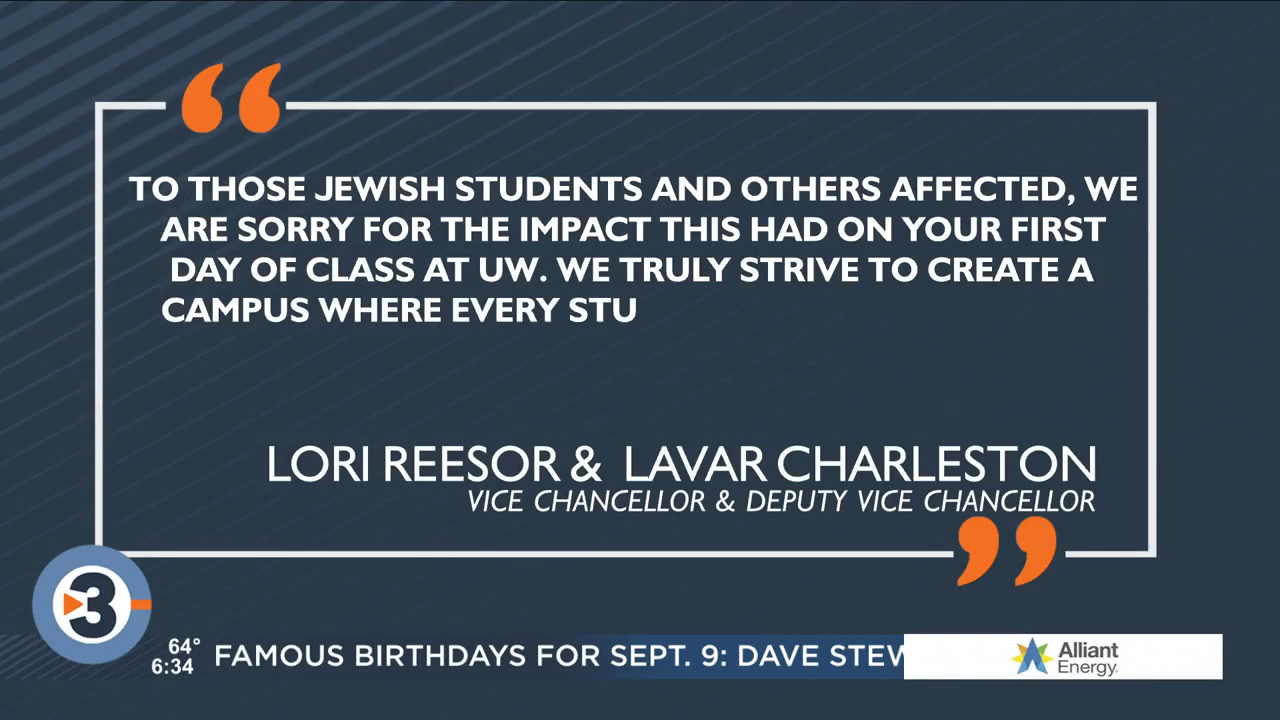 TO THOSE JEWISH STUDENTS AND OTHERS AFFECTED, WE
ARE SORRY FOR THE IMPACT THIS HAD ON YOUR FIRST
DAY OF CLASS AT UW. WE TRULY STRIVE TO CREATE A
CAMPUS WHERE EVERY STU
LORI REESOR & LAVAR CHARLESTON
VICE CHANCELLOR & DEPUTY VICE CHANCELLOR
3
64°
6:34
FAMOUS BIRTHDAYS FOR SEPT. 9: DAVE STEW
Alliant
Energy